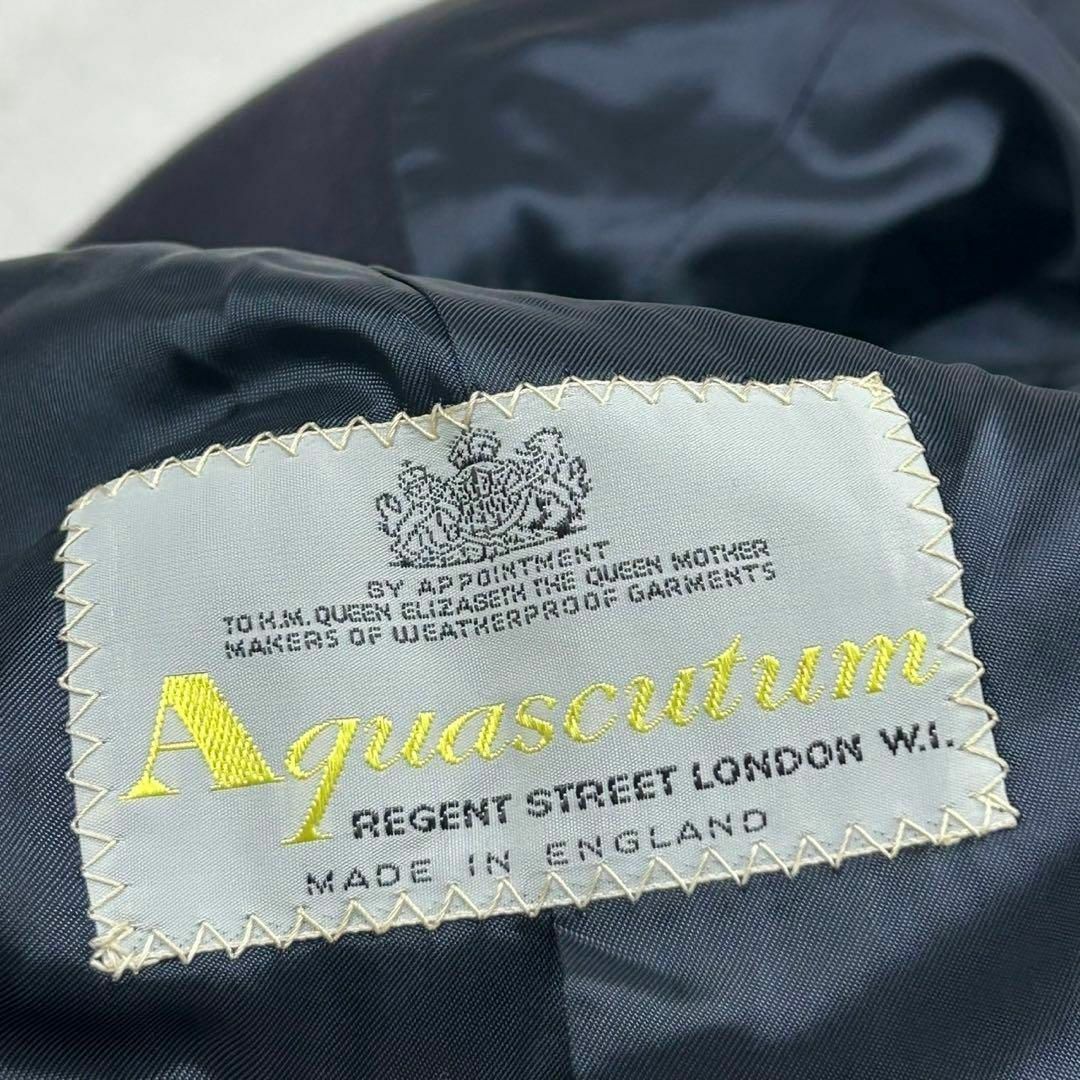 BY APPOINTMENT
TO H.M. QUEEN ELIZABETH THE QUEEN MOTHER
MAKERS OF WEATHERPROOF GARMENTS
Aquascutum
REGENT STREET LONDON W.1.
MADE IN ENGLAND